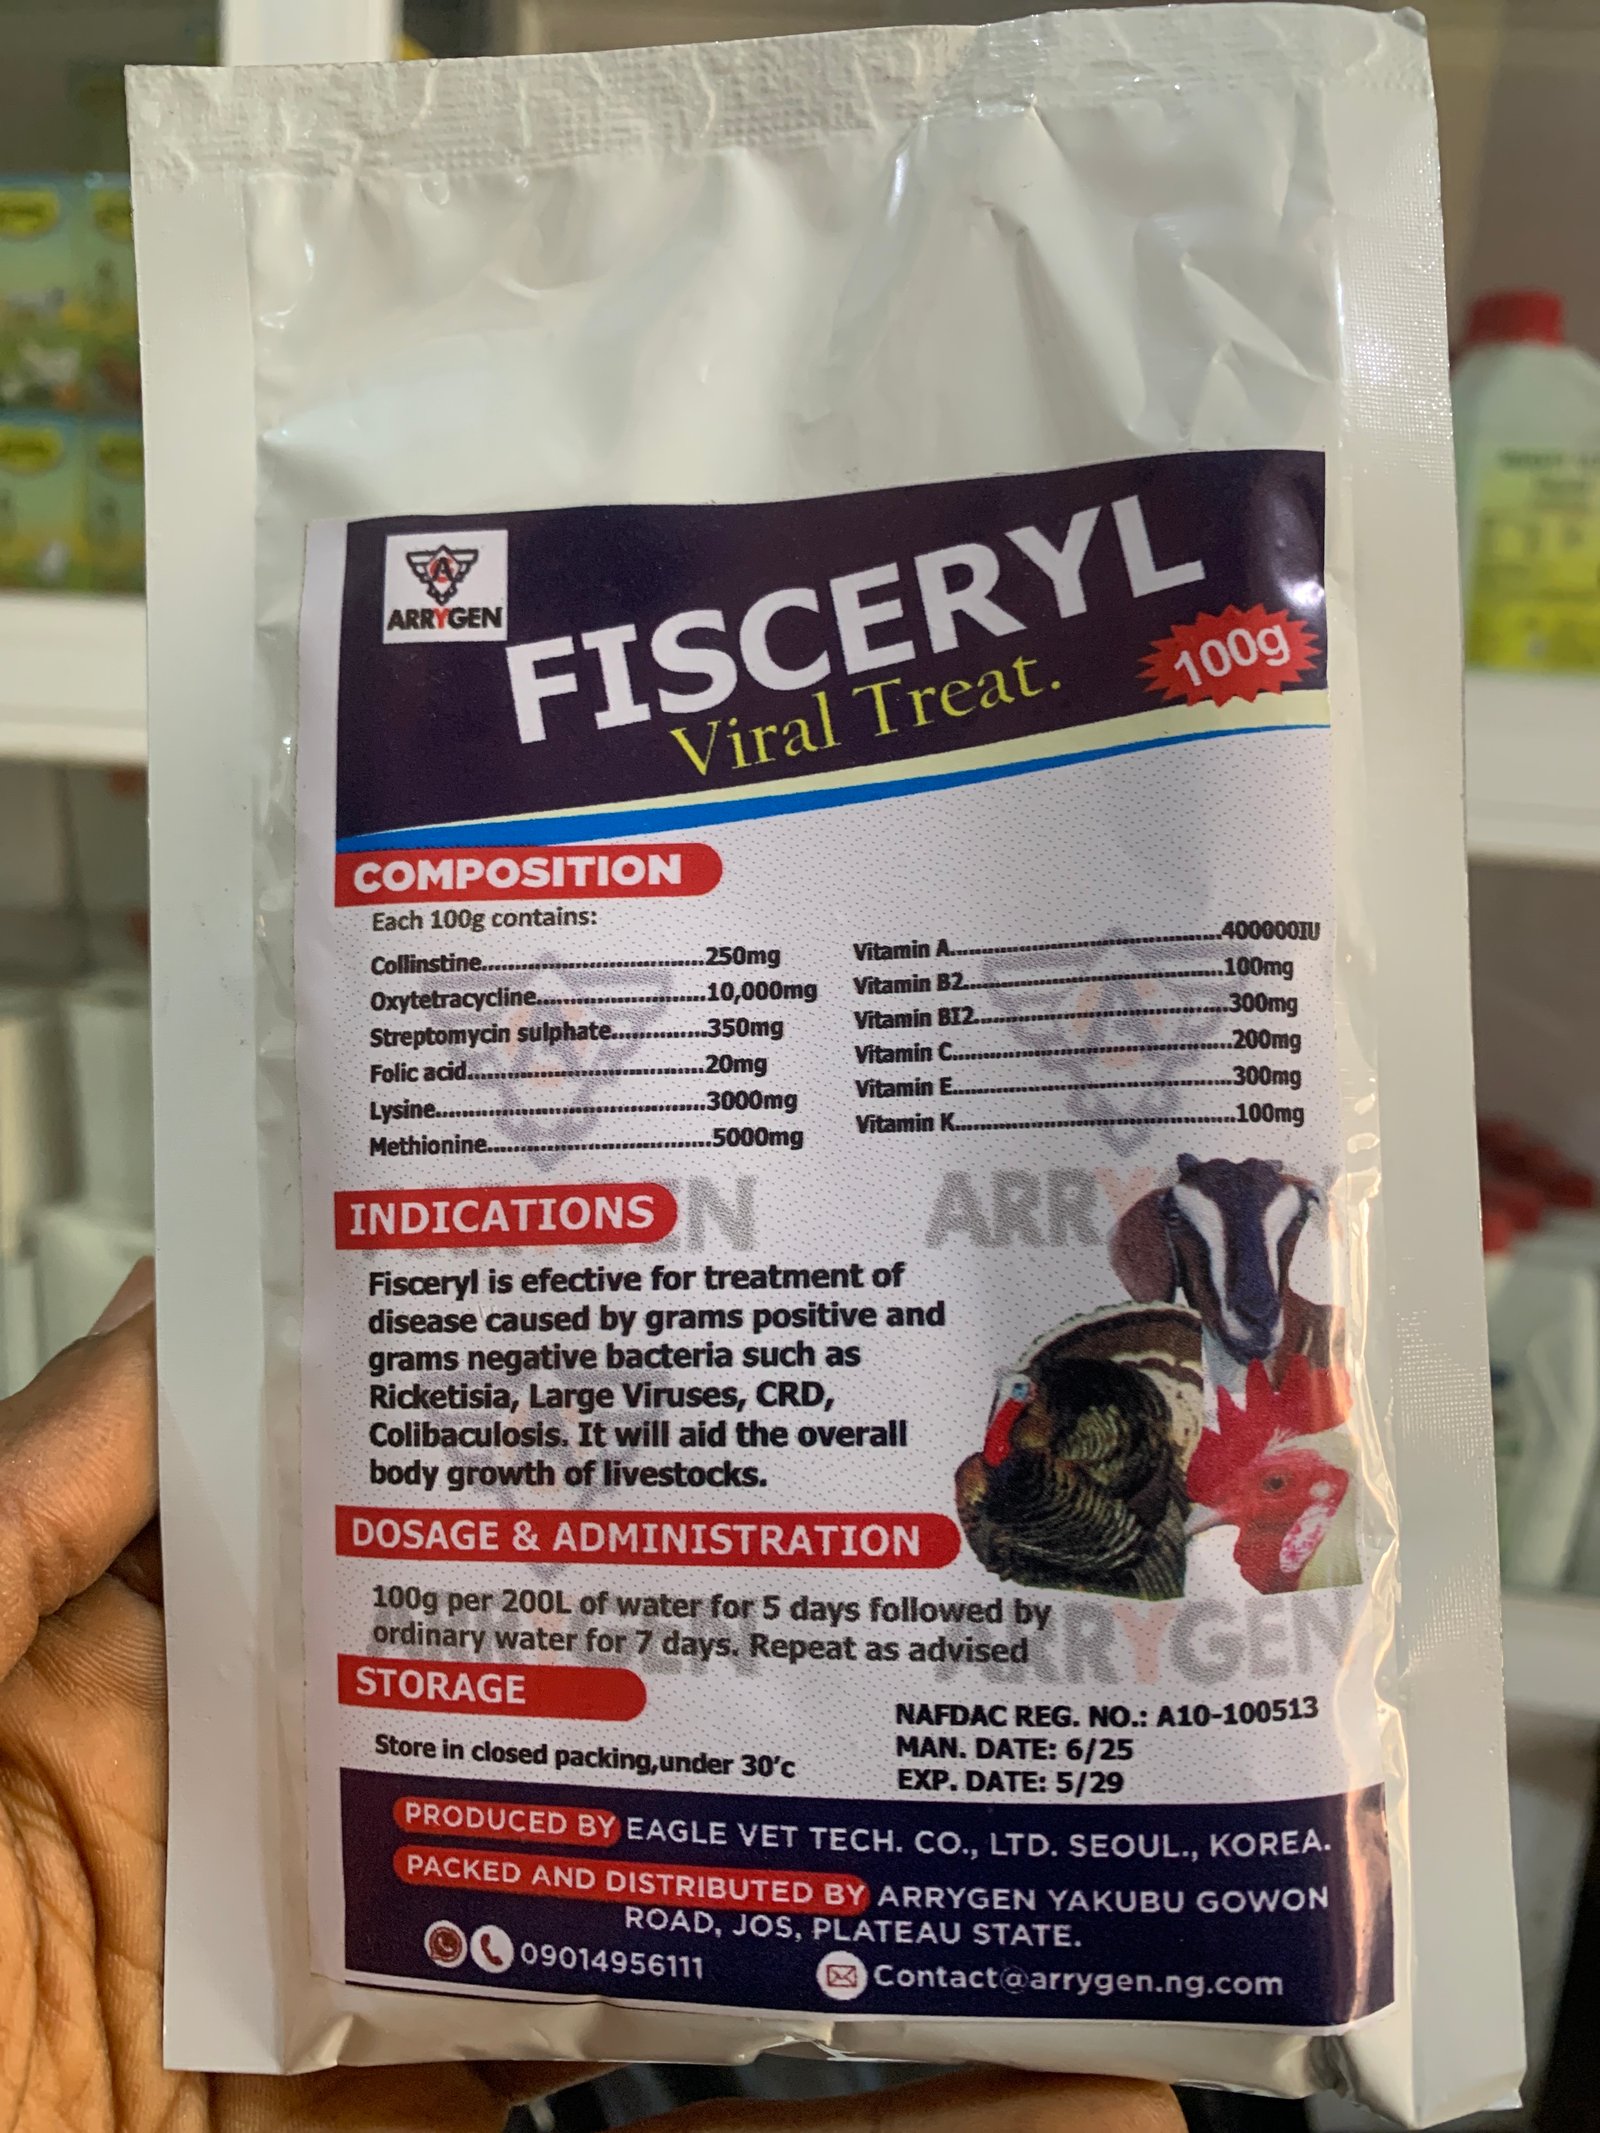 ARRYGEN
FISCERYL
Viral Treat.
100g
COMPOSITION
Each 100g contains:
Collinstine..................................250mg
Oxytetracycline.........................10,000mg
Streptomycin sulphate..............350mg
Folic acid...................................20mg
Lysine........................................3000mg
Methionine.................................5000mg
Vitamin A........................................400000IU
Vitamin B2......................................100mg
Vitamin BI2.....................................300mg
Vitamin C.........................................200mg
Vitamin E.........................................300mg
Vitamin K.........................................100mg
INDICATIONS
Fisceryl is efective for treatment of
disease caused by grams positive and
grams negative bacteria such as
Ricketisia, Large Viruses, CRD,
Colibaculosis. It will aid the overall
body growth of livestocks.
DOSAGE & ADMINISTRATION
100g per 200L of water for 5 days followed by
ordinary water for 7 days. Repeat as advised
STORAGE
Store in closed packing,under 30'c
NAFDAC REG. NO.: A10-100513
MAN. DATE: 6/25
EXP. DATE: 5/29
PRODUCED BY EAGLE VET TECH. CO., LTD. SEOUL., KOREA.
PACKED AND DISTRIBUTED BY ARRYGEN YAKUBU GOWON
ROAD, JOS, PLATEAU STATE.
09014956111
Contact@arrygen.ng.com